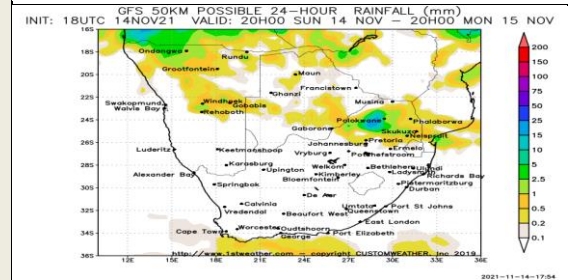 GFS 50KM POSSIBLE 24-HOUR RAINFALL (mm)
INIT: 18UTC 14NOV21 VALID: 20H00 SUN 14 NOV – 20H00 MON 15 NOV
16S
18S
20S
22S
24S
26S
28S
30S
32S
34S
36S
Ondangwa
Rundu
Grootfontein
Maun
Ghanzi
Francistown
Musina
Swakopmund
Walvis Bay
Windhoek
Gobabis
Rehoboth
Polokwane
Phalaborwa
Gaborone
Skukuza
Nelspruit
Pretoria
Johannesburg
Ermelo
Luderitz
Keetmanshoop
Vryburg
Potchefstroom
Karasburg
Upington
Welkom
Bethlehem
Ulundi
Alexander Bay
Kimberley
Ladysmith
Richards Bay
Bloemfontein
Springbok
Pietermaritzburg
Durban
De Aar
Calvinia
Umtata
Port St Johns
Vredendal
Beaufort West
Queenstown
East London
Cape Town
Worcester
Oudtshoorn
George
Port Elizabeth
http://www.1stweather.com – copyright CUSTOMWEATHER, Inc 2019
12E
15E
18E
21E
24E
27E
30E
33E
36E
200
150
100
75
50
25
15
10
5
2.5
1
0.5
0.2
0.1
2021-11-14-17:54